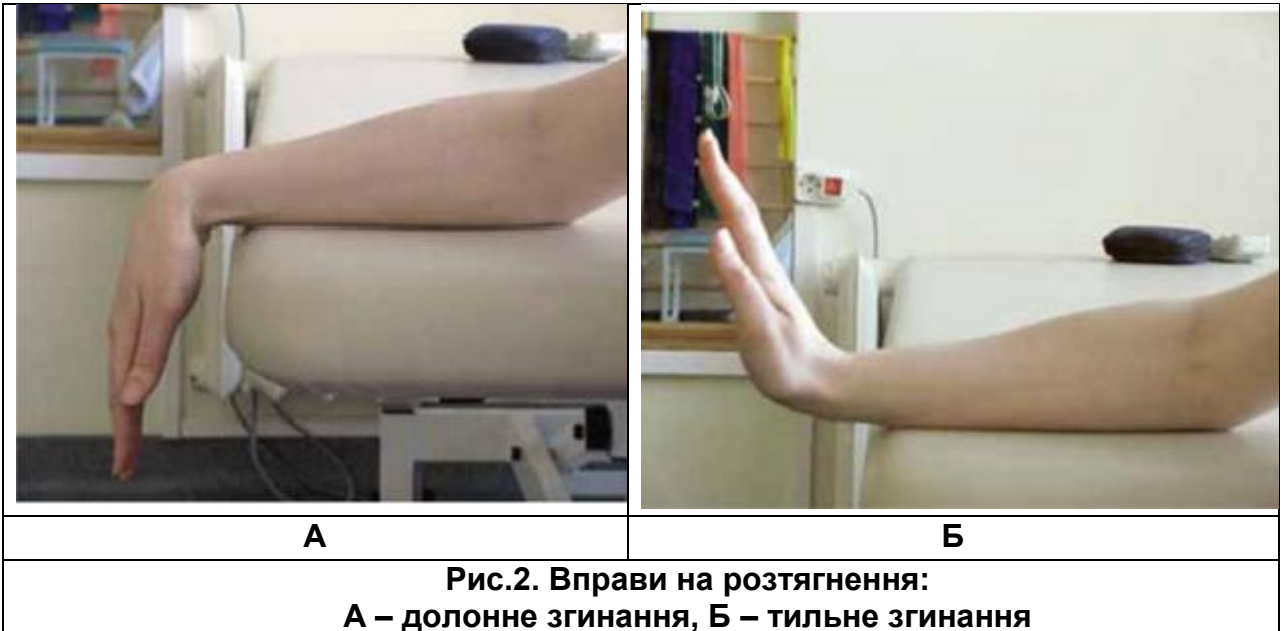 А
Б
Рис.2. Вправи на розтягнення:
А – долонне згинання, Б – тильне згинання